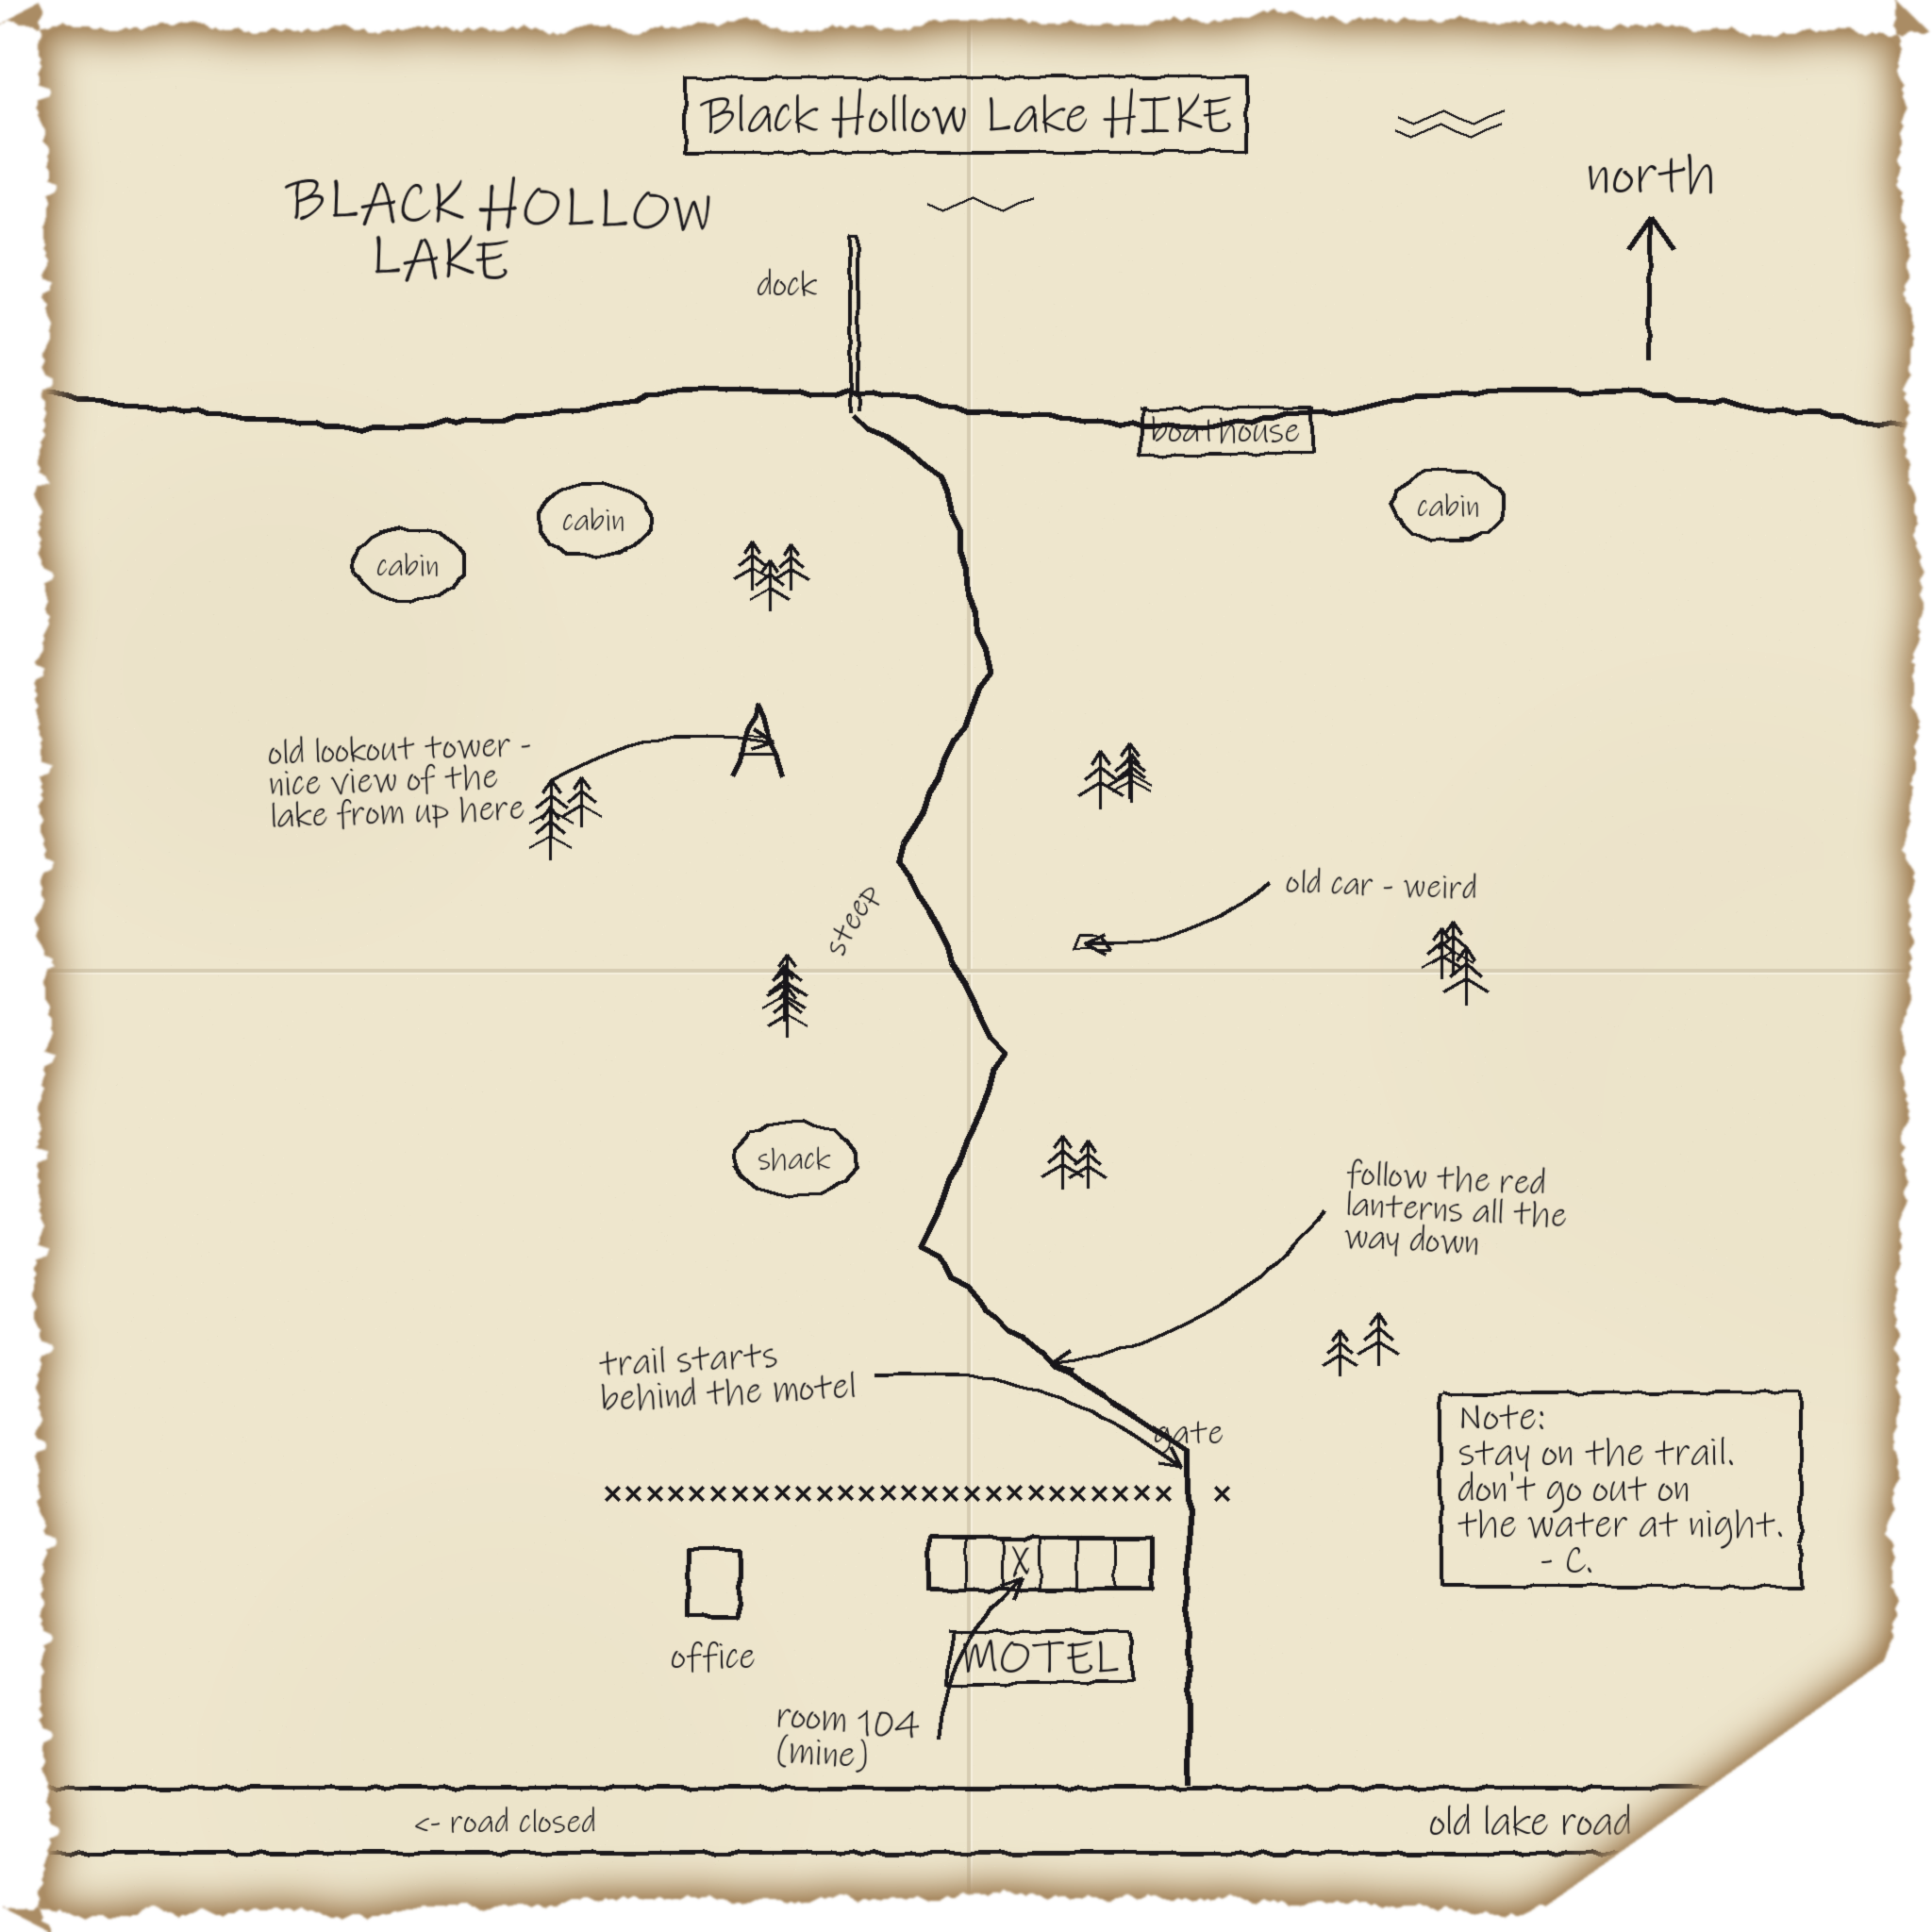 Black Hollow Lake HIKE
BLACK HOLLOW
LAKE
north
dock
boathouse
cabin
cabin
cabin
old lookout tower -
nice view of the
lake from up here
old car - weird
steep
shack
follow the red
lanterns all the
way down
trail starts
behind the motel
gate
Note:
stay on the trail.
don't go out on
the water at night.
- C.
X
office
MOTEL
room 104
(mine)
<- road closed
old lake road